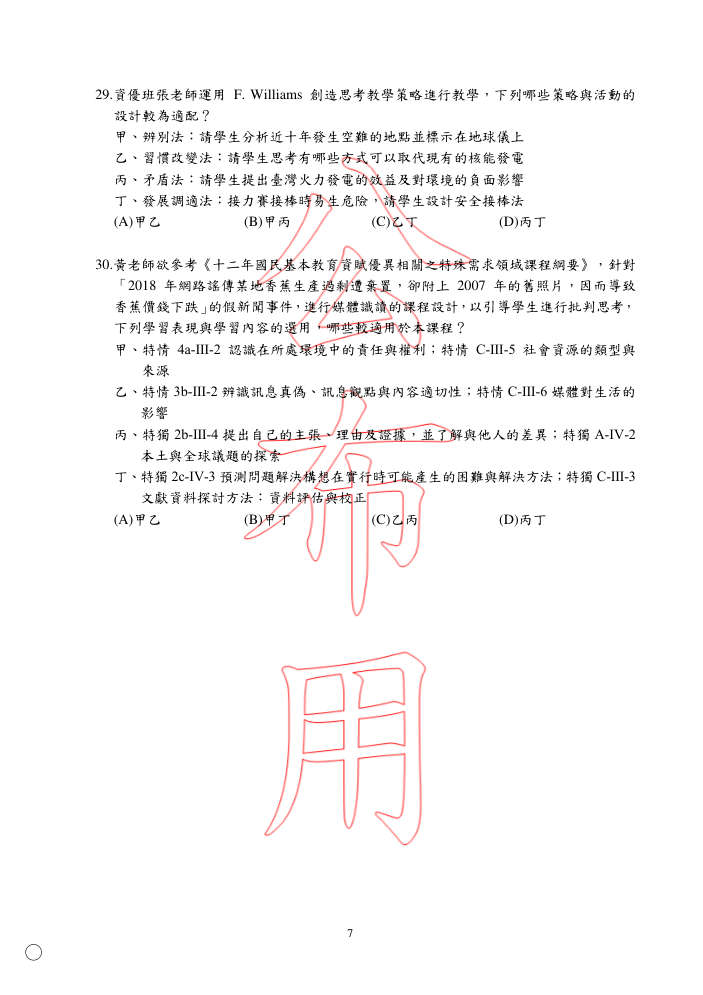 29.資優班張老師運用 F. Williams 創造思考教學策略進行教學，下列哪些策略與活動的
設計較為適配？
甲、辨別法：請學生分析近十年發生空難的地點並標示在地球儀上
乙、習慣改變法：請學生思考有哪些方式可以取代現有的核能發電
丙、矛盾法：請學生提出臺灣火力發電的效益及對環境的負面影響
丁、發展調適法：接力賽接棒時易生危險，請學生設計安全接棒法
(A)甲乙 (B)甲丙 (C)乙丁 (D)丙丁
30.黃老師欲參考《十二年國民基本教育資賦優異相關之特殊需求領域課程綱要》，針對
「2018 年網路謠傳某地香蕉生產過剩遭棄置，卻附上 2007 年的舊照片，因而導致
香蕉價錢下跌」的假新聞事件，進行媒體識讀的課程設計，以引導學生進行批判思考，
下列學習表現與學習內容的選用，哪些較適用於本課程？
甲、特情 4a-III-2 認識在所處環境中的責任與權利；特情 C-III-5 社會資源的類型與
來源
乙、特情 3b-III-2 辨識訊息真偽、訊息觀點與內容適切性；特情 C-III-6 媒體對生活的
影響
丙、特獨 2b-III-4 提出自己的主張、理由及證據，並了解與他人的差異；特獨 A-IV-2
本土與全球議題的探索
丁、特獨 2c-IV-3 預測問題解決構想在實行時可能產生的困難與解決方法；特獨 C-III-3
文獻資料探討方法：資料評估與校正
(A)甲乙 (B)甲丁 (C)乙丙 (D)丙丁
公
布
用
7